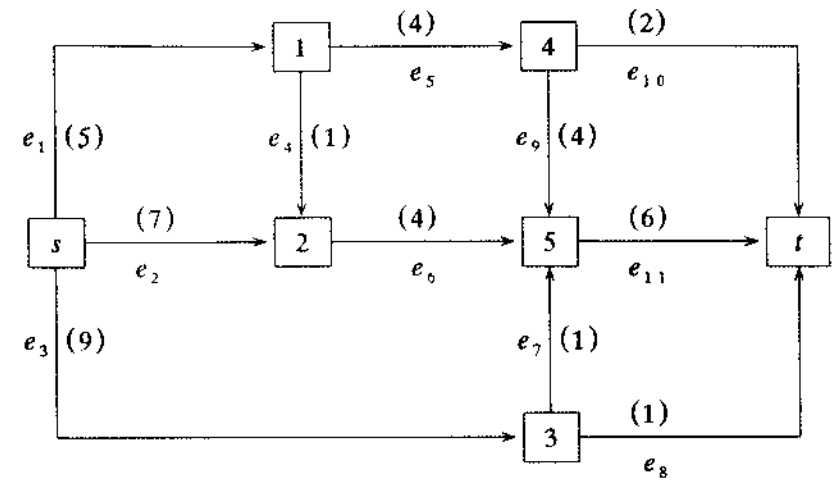 (4) (2)
1 4
e₅ e₁₀
e₁ (5) e₄ (1) e₉ (4)
(7) (4) (6)
s 2 5 t
e₂ e₆ e₁₁
e₃ (9) e₇ (1)
(1)
3
e₈